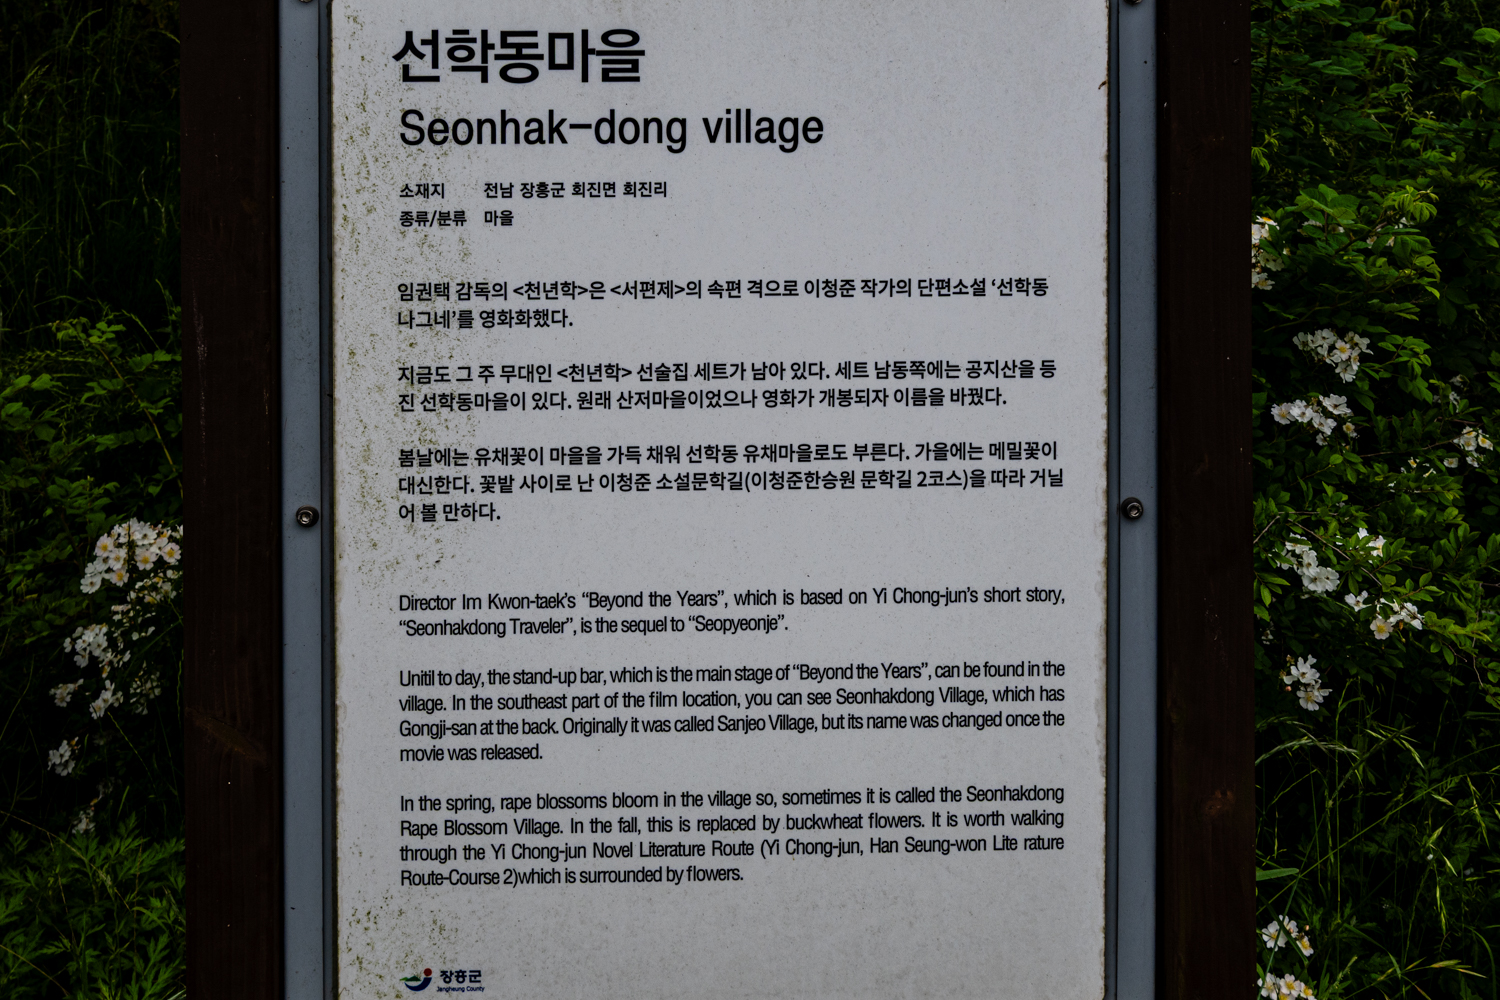 선학동마을
Seonhak-dong village
소재지 전남 장흥군 회진면 회진리
종류/분류 마을
임권택 감독의 <천년학>은 <서편제>의 속편 격으로 이청준 작가의 단편소설 ‘선학동
나그네’를 영화화했다.
지금도 그 주 무대인 <천년학> 선술집 세트가 남아 있다. 세트 남동쪽에는 공지산을 등
진 선학동마을이 있다. 원래 산저마을이었으나 영화가 개봉되자 이름을 바꿨다.
봄날에는 유채꽃이 마을을 가득 채워 선학동 유채마을로도 부른다. 가을에는 메밀꽃이
대신한다. 꽃밭 사이로 난 이청준 소설문학길(이청준한승원 문학길 2코스)을 따라 거닐
어 볼 만하다.
Director Im Kwon-taek’s “Beyond the Years”, which is based on Yi Chong-jun’s short story,
“Seonhakdong Traveler”, is the sequel to “Seopyeonje”.
Unitil to day, the stand-up bar, which is the main stage of “Beyond the Years”, can be found in the
village. In the southeast part of the film location, you can see Seonhakdong Village, which has
Gongji-san at the back. Originally it was called Sanjeo Village, but its name was changed once the
movie was released.
In the spring, rape blossoms bloom in the village so, sometimes it is called the Seonhakdong
Rape Blossom Village. In the fall, this is replaced by buckwheat flowers. It is worth walking
through the Yi Chong-jun Novel Literature Route (Yi Chong-jun, Han Seung-won Lite rature
Route-Course 2)which is surrounded by flowers.
장흥군
Jangheung County